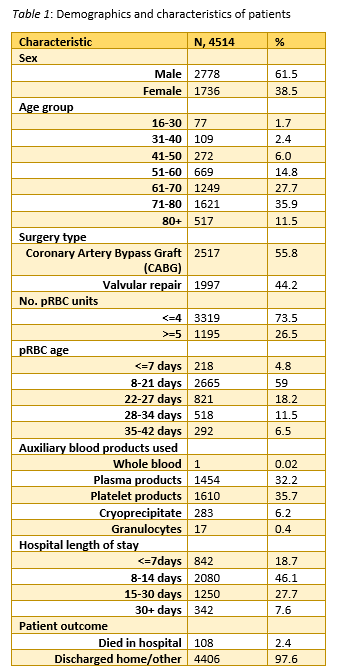 Table 1: Demographics and characteristics of patients
Characteristic N, 4514 %
Sex
Male 2778 61.5
Female 1736 38.5
Age group
16-30 77 1.7
31-40 109 2.4
41-50 272 6.0
51-60 669 14.8
61-70 1249 27.7
71-80 1621 35.9
80+ 517 11.5
Surgery type
Coronary Artery Bypass Graft 2517 55.8
(CABG)
Valvular repair 1997 44.2
No. pRBC units
<=4 3319 73.5
>=5 1195 26.5
pRBC age
<=7 days 218 4.8
8-21 days 2665 59
22-27 days 821 18.2
28-34 days 518 11.5
35-42 days 292 6.5
Auxiliary blood products used
Whole blood 1 0.02
Plasma products 1454 32.2
Platelet products 1610 35.7
Cryoprecipitate 283 6.2
Granulocytes 17 0.4
Hospital length of stay
<=7days 842 18.7
8-14 days 2080 46.1
15-30 days 1250 27.7
30+ days 342 7.6
Patient outcome
Died in hospital 108 2.4
Discharged home/other 4406 97.6